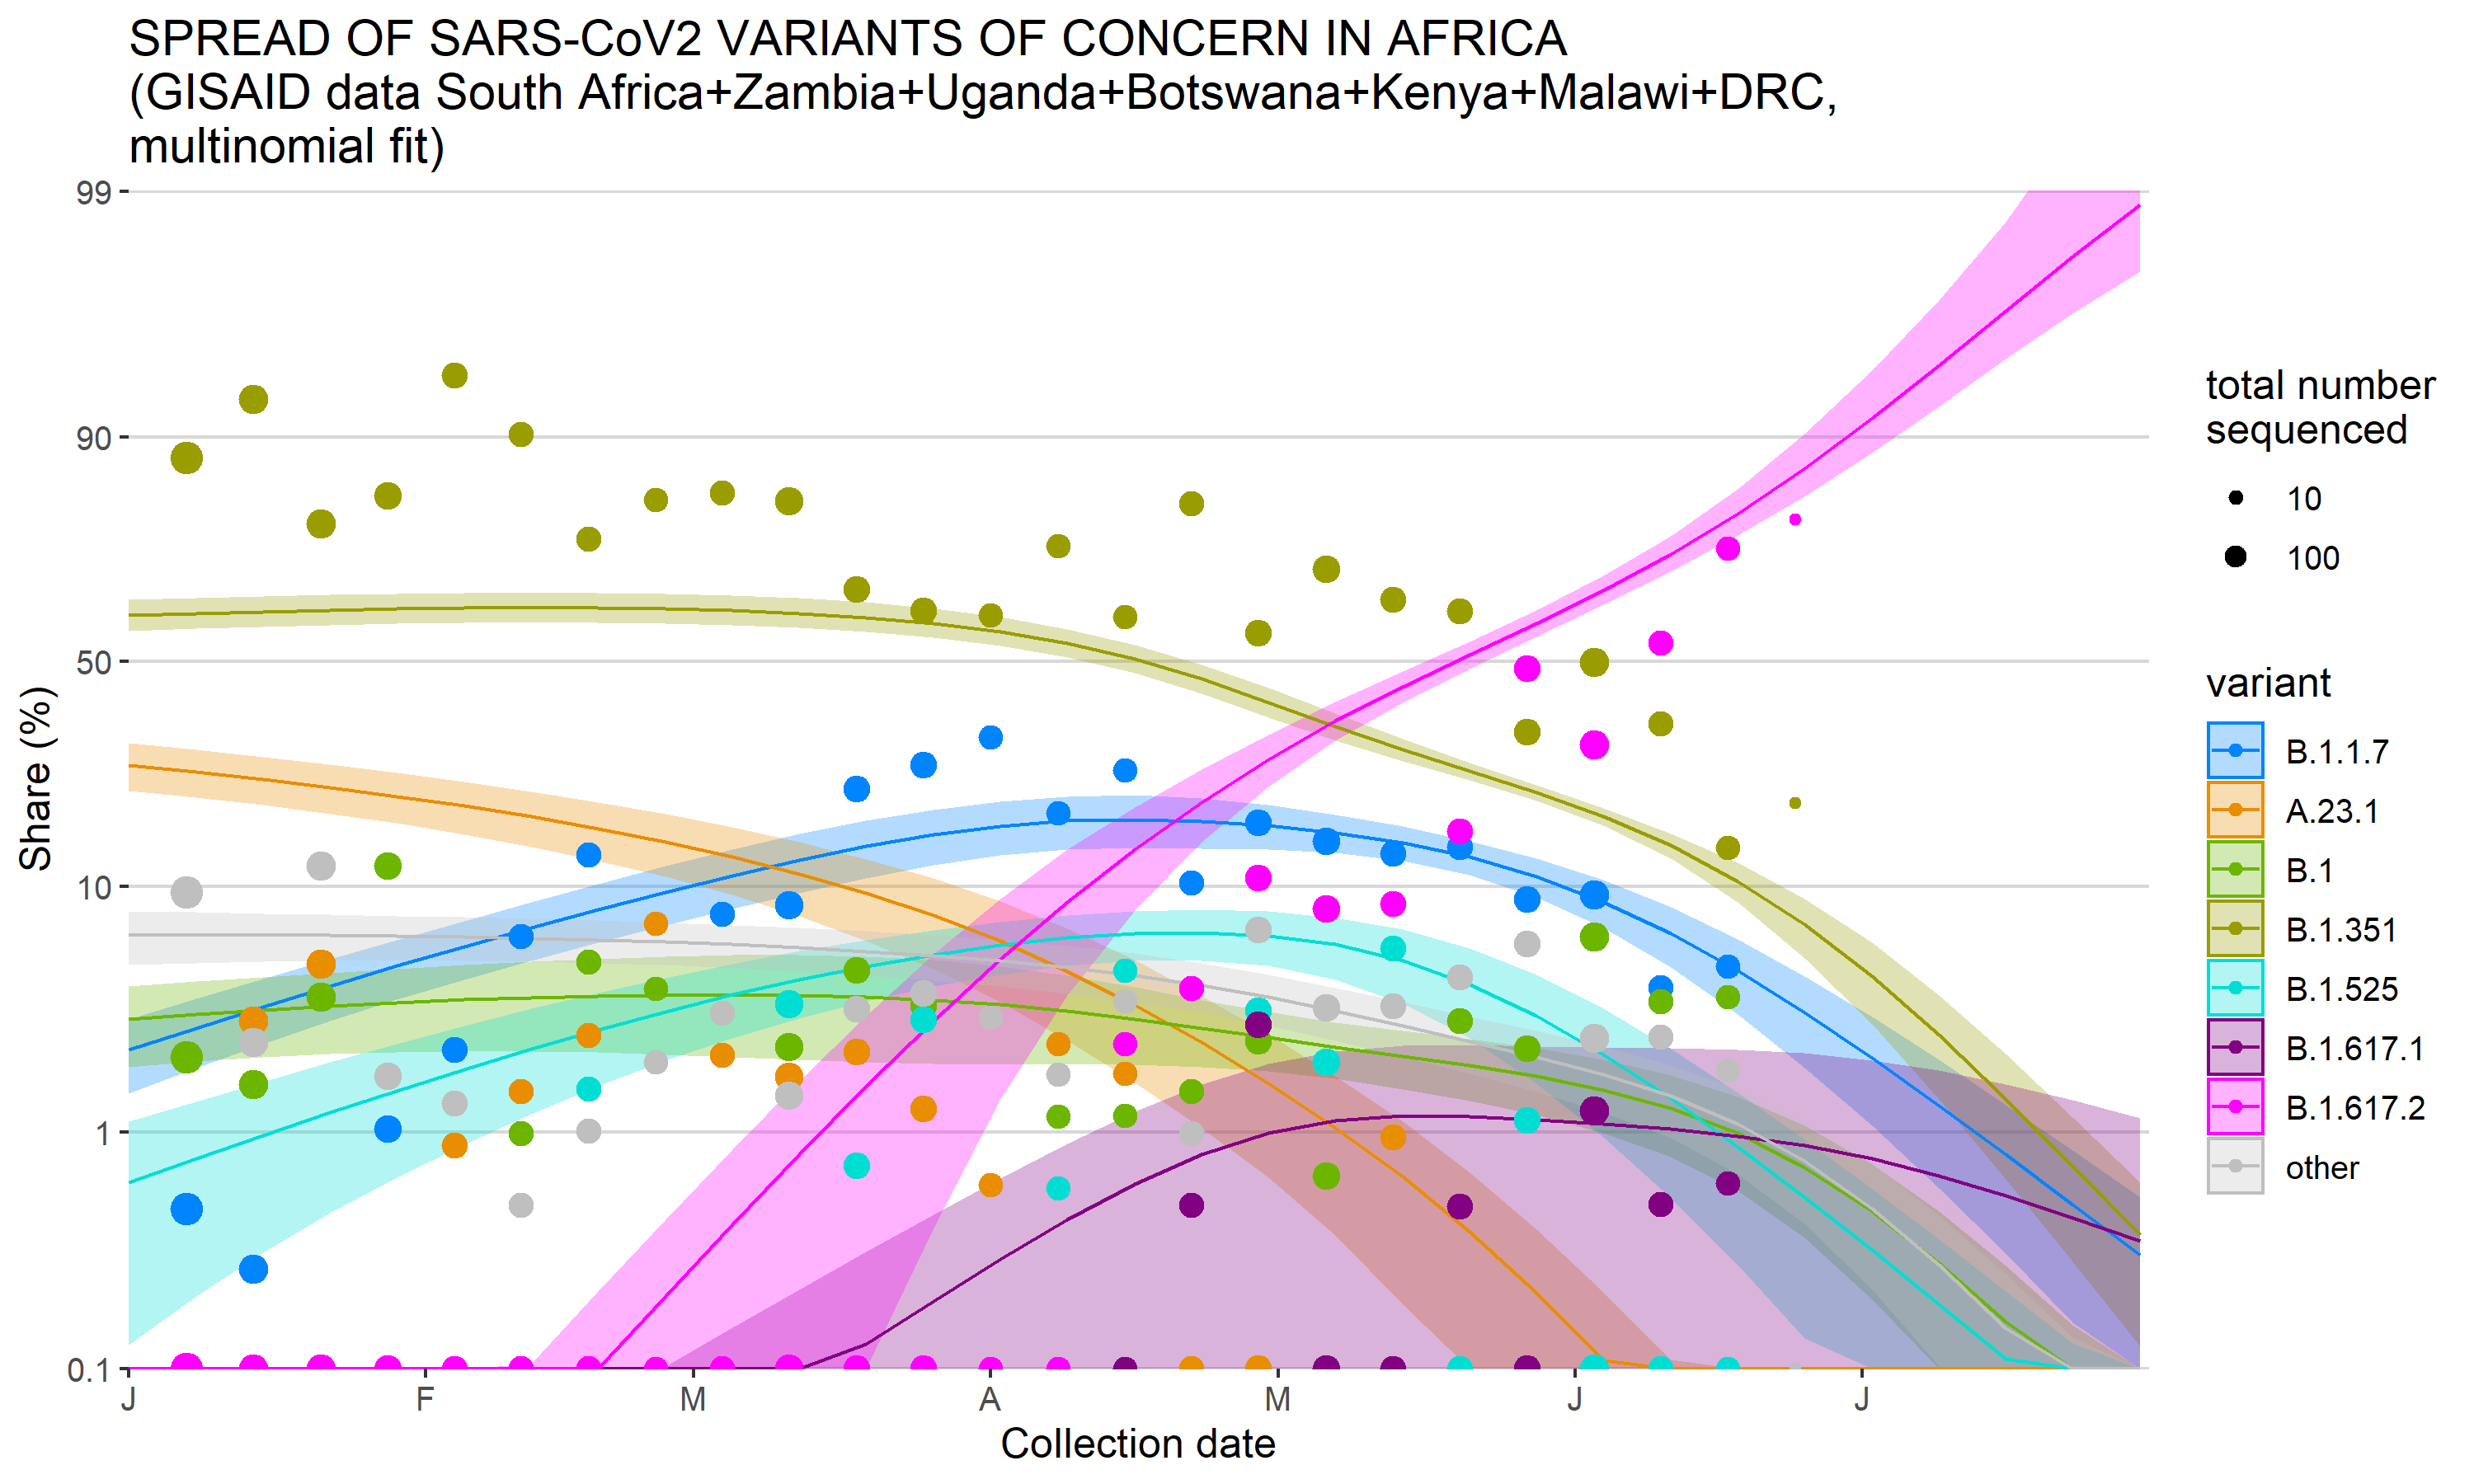 SPREAD OF SARS-CoV2 VARIANTS OF CONCERN IN AFRICA
(GISAID data South Africa+Zambia+Uganda+Botswana+Kenya+Malawi+DRC,
multinomial fit)
99
90
50
10
1
0.1
Share (%)
J F M A M J J
Collection date
total number
sequenced
10
100
variant
B.1.1.7
A.23.1
B.1
B.1.351
B.1.525
B.1.617.1
B.1.617.2
other